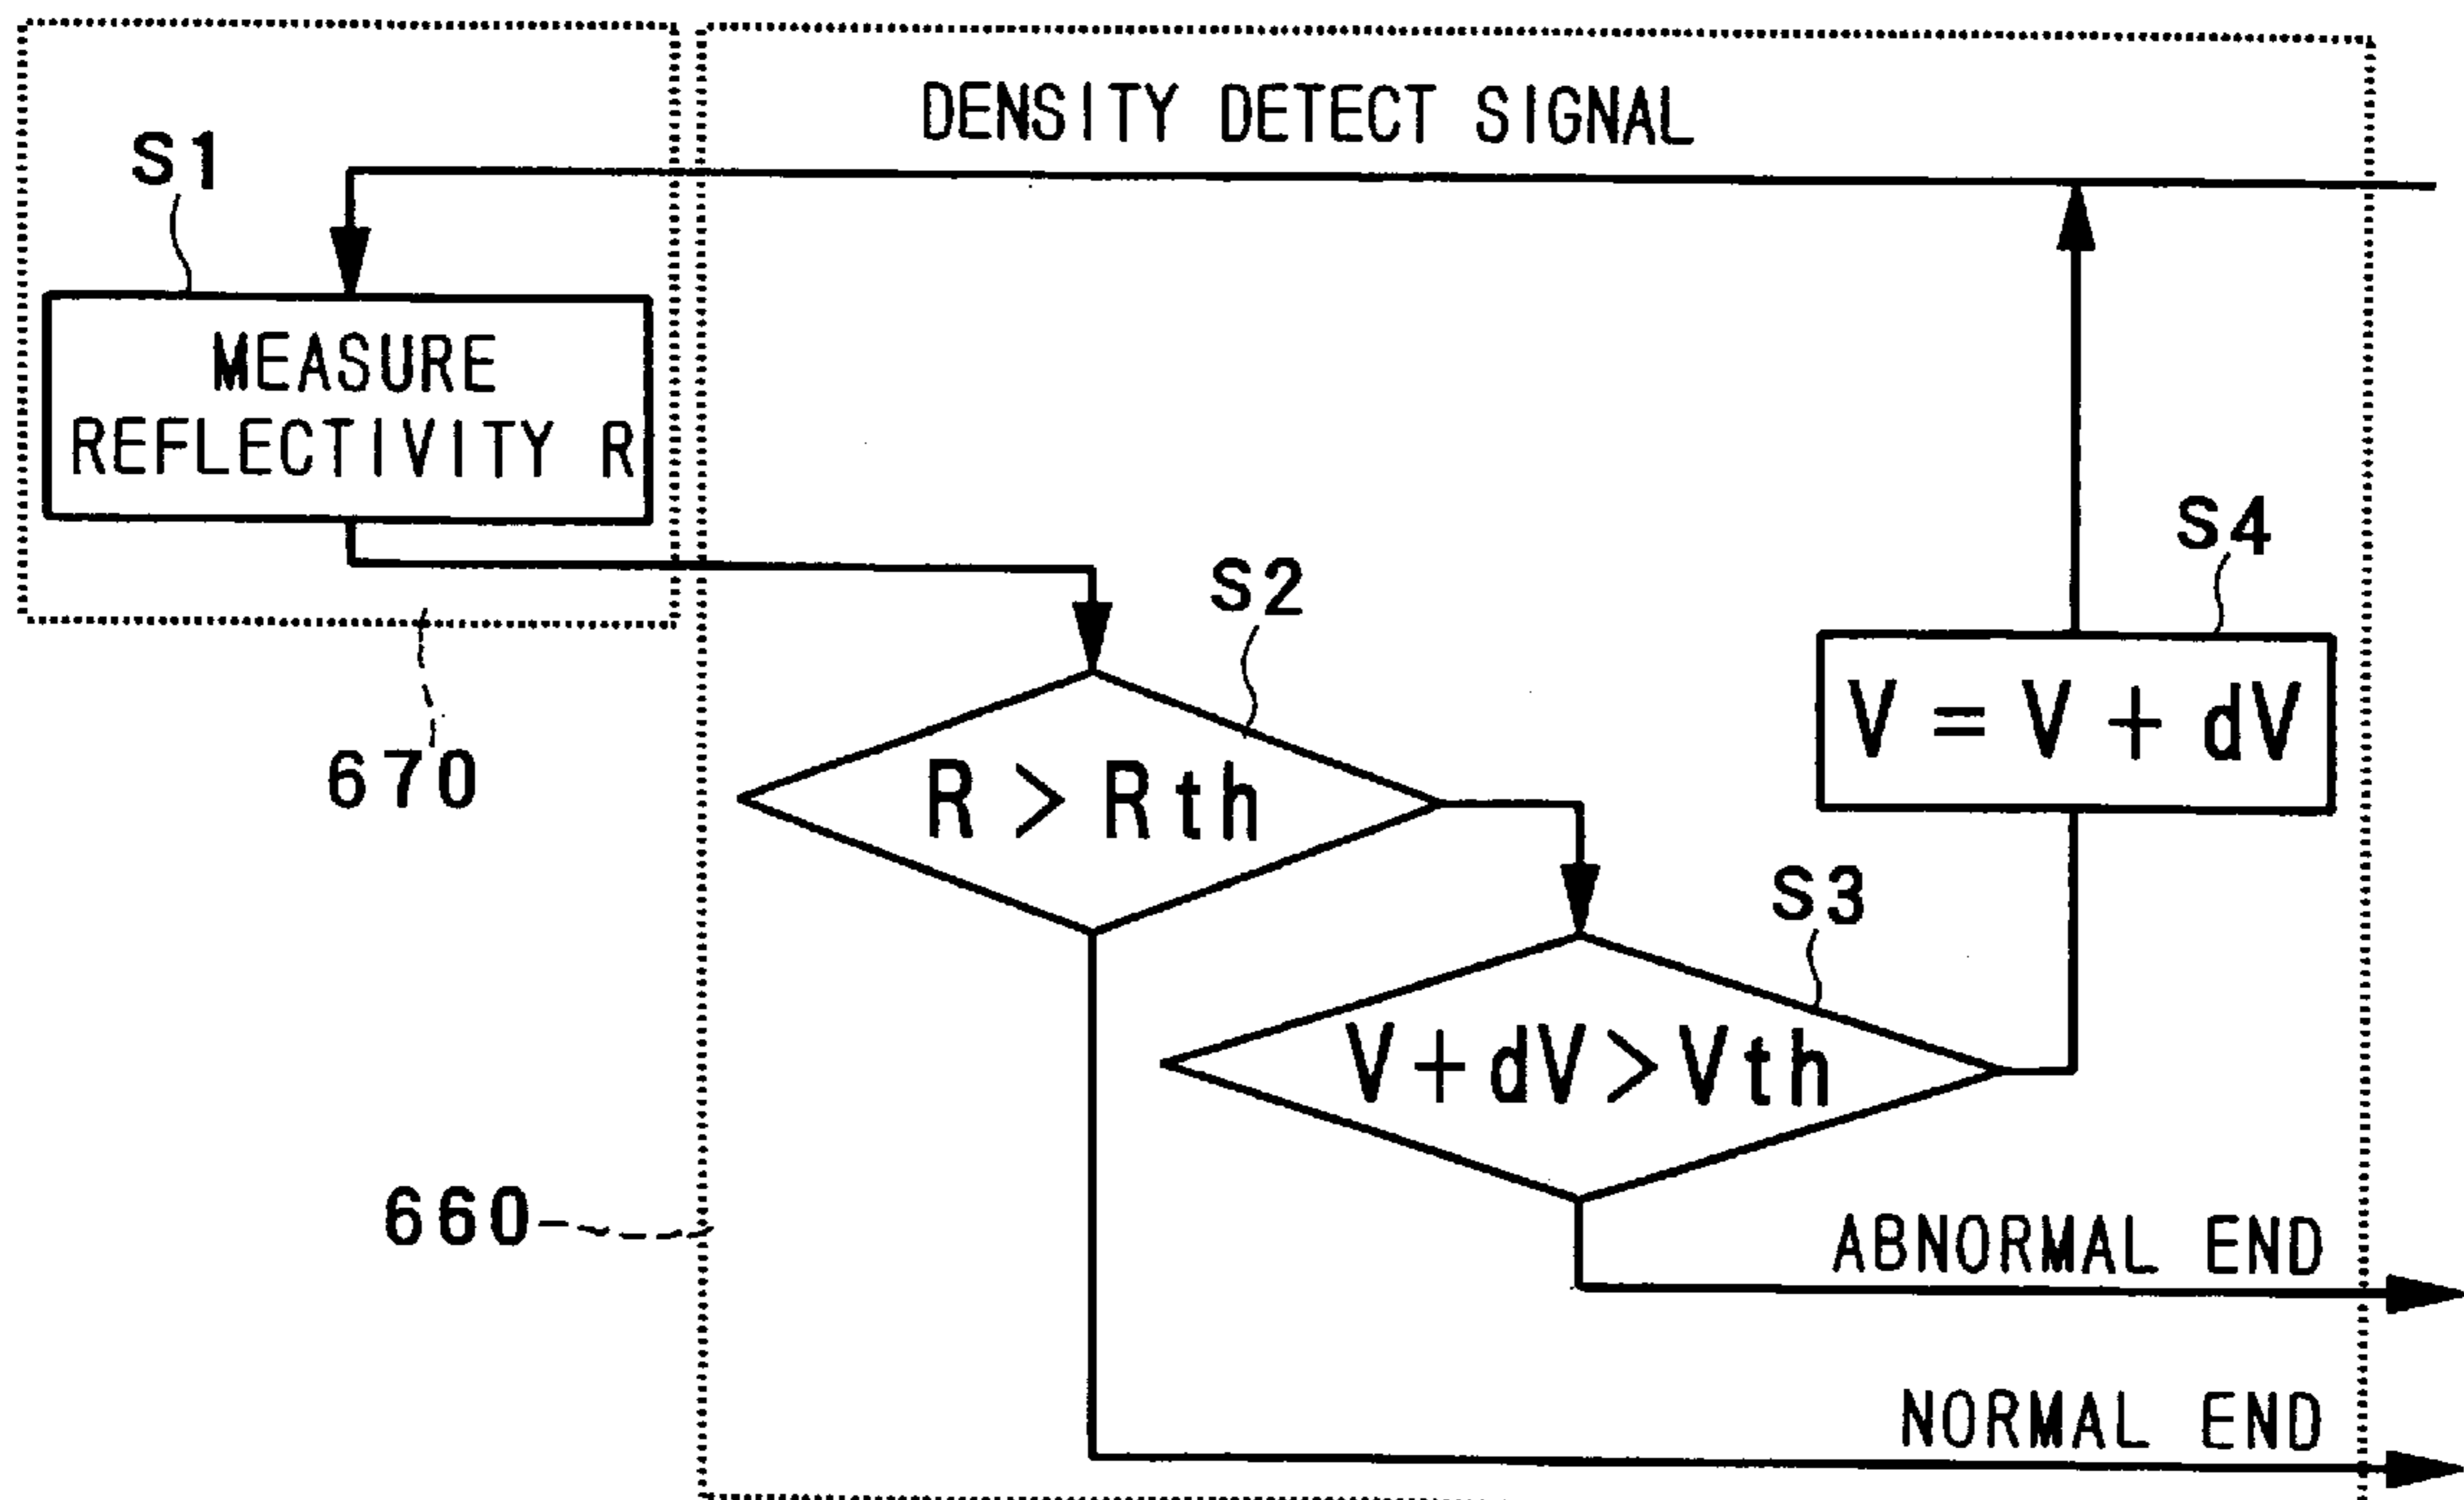 DENSITY DETECT SIGNAL
S1
MEASURE
REFLECTIVITY R
S4
S2
V = V + dV
670
R > Rth
S3
V+dV>Vth
660
ABNORMAL END
NORMAL END